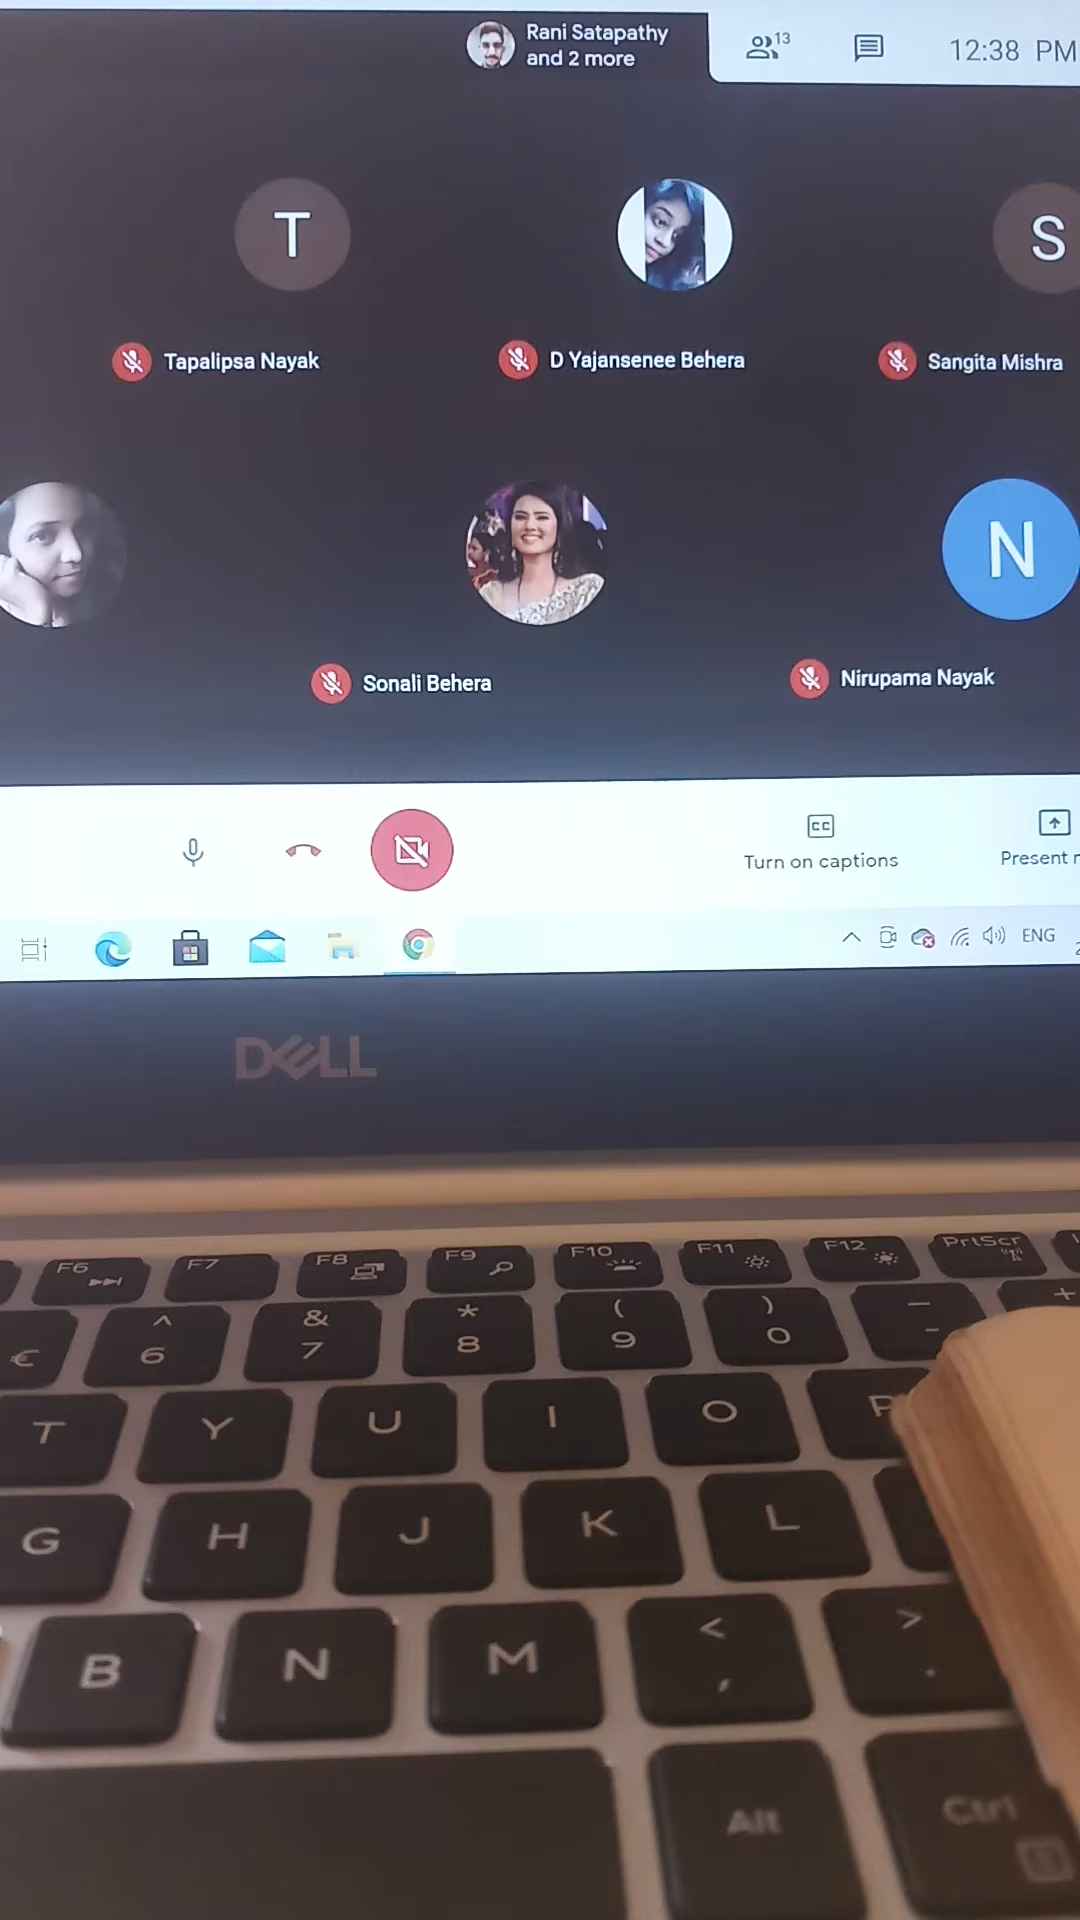 Rani Satapathy
and 2 more
13
12:38 PM
T
S
Tapalipsa Nayak
D Yajansenee Behera
Sangita Mishra
N
Sonali Behera
Nirupama Nayak
CC
Turn on captions
Present
ENG
DELL
F6 F7 F8 F9 F10 F11 F12 PrtScr
€ ^ 6 & 7 * 8 ( 9 ) 0 _ - +
T Y U I O P
G H J K L
B N M < , > .
Alt Ctrl